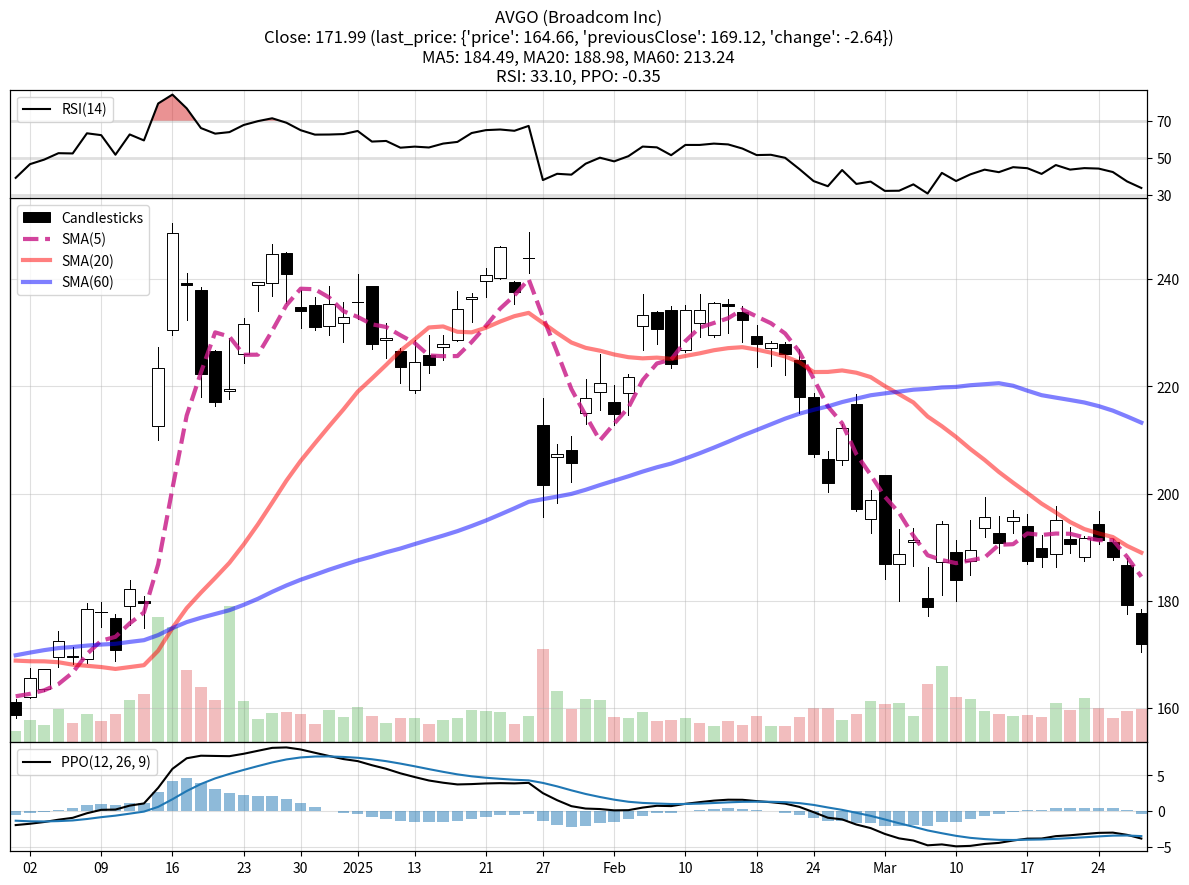 AVGO (Broadcom Inc)
Close: 171.99 (last_price: {'price': 164.66, 'previousClose': 169.12, 'change': -2.64})
MA5: 184.49, MA20: 188.98, MA60: 213.24
RSI: 33.10, PPO: -0.35
RSI(14)
70
50
30
Candlesticks
SMA(5)
SMA(20)
SMA(60)
240
220
200
180
160
PPO(12, 26, 9)
5
0
−5
02 09 16 23 30 2025 13 21 27 Feb 10 18 24 Mar 10 17 24